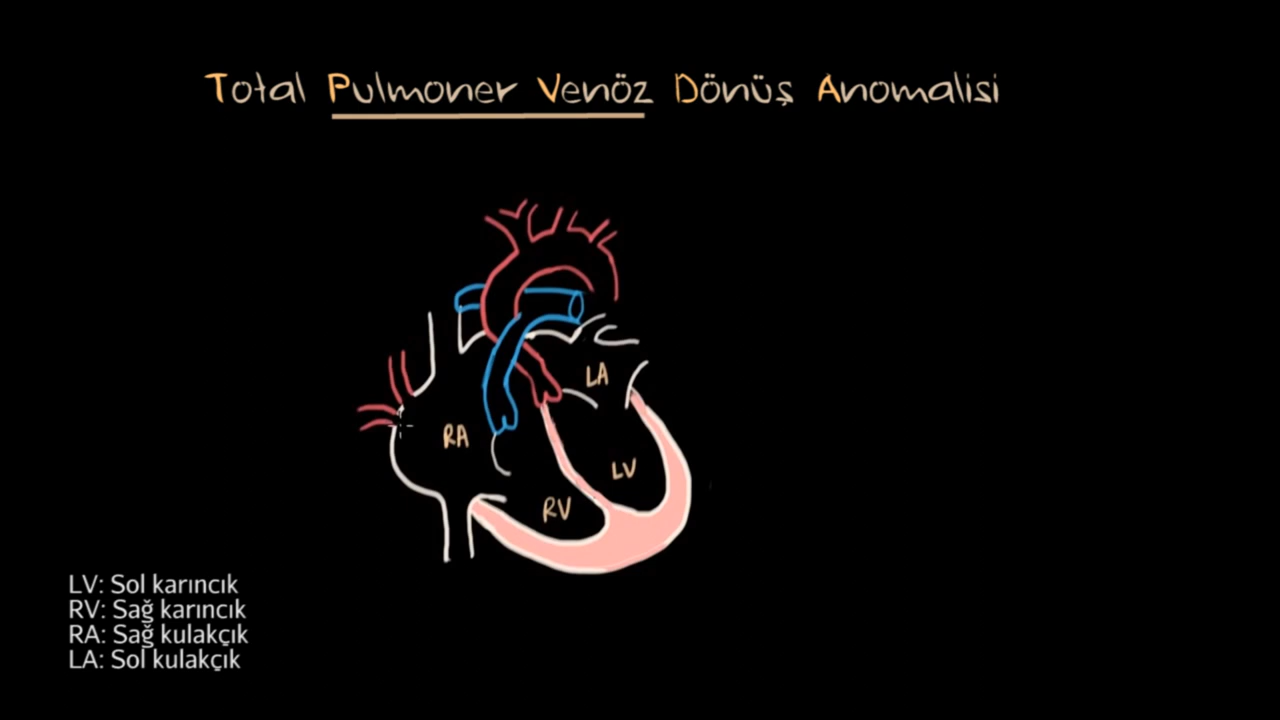 Total Pulmoner Venöz Dönüş Anomalisi
LA
RA
LV
RV
LV: Sol karıncık
RV: Sağ karıncık
RA: Sağ kulakçık
LA: Sol kulakçık